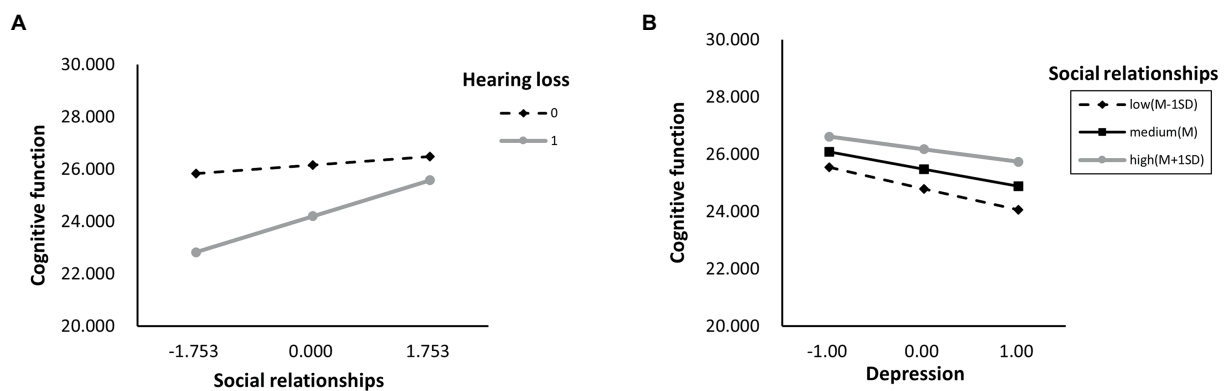 A
30.000
28.000
26.000
24.000
22.000
20.000
Cognitive function
-1.753 0.000 1.753
Social relationships
Hearing loss
0
1
B
30.000
28.000
26.000
24.000
22.000
20.000
Cognitive function
-1.00 0.00 1.00
Depression
Social relationships
low(M-1SD)
medium(M)
high(M+1SD)